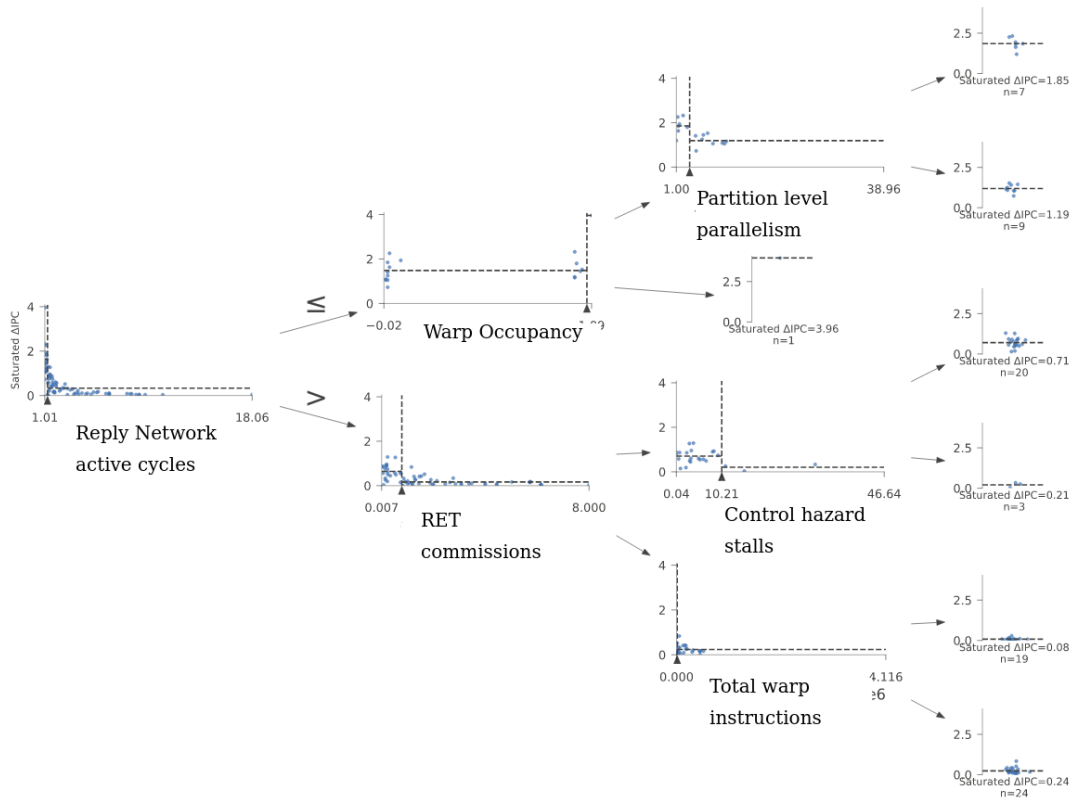 Saturated ΔIPC
4
2
0
1.01
18.06
Reply Network
active cycles
≤
>
4
2
0
−0.02
Warp Occupancy
4
2
0
0.007
8.000
RET
commissions
4
2
0
1.00
38.96
Partition level
parallelism
2.5
0.0
Saturated ΔIPC=3.96
n=1
4
2
0
0.04
10.21
46.64
Control hazard
stalls
4
2
0
0.000
4.116
Total warp
instructions
2.5
0.0
Saturated ΔIPC=1.85
n=7
2.5
0.0
Saturated ΔIPC=1.19
n=9
2.5
0.0
Saturated ΔIPC=0.71
n=20
2.5
0.0
Saturated ΔIPC=0.21
n=3
2.5
0.0
Saturated ΔIPC=0.08
n=19
2.5
0.0
Saturated ΔIPC=0.24
n=24